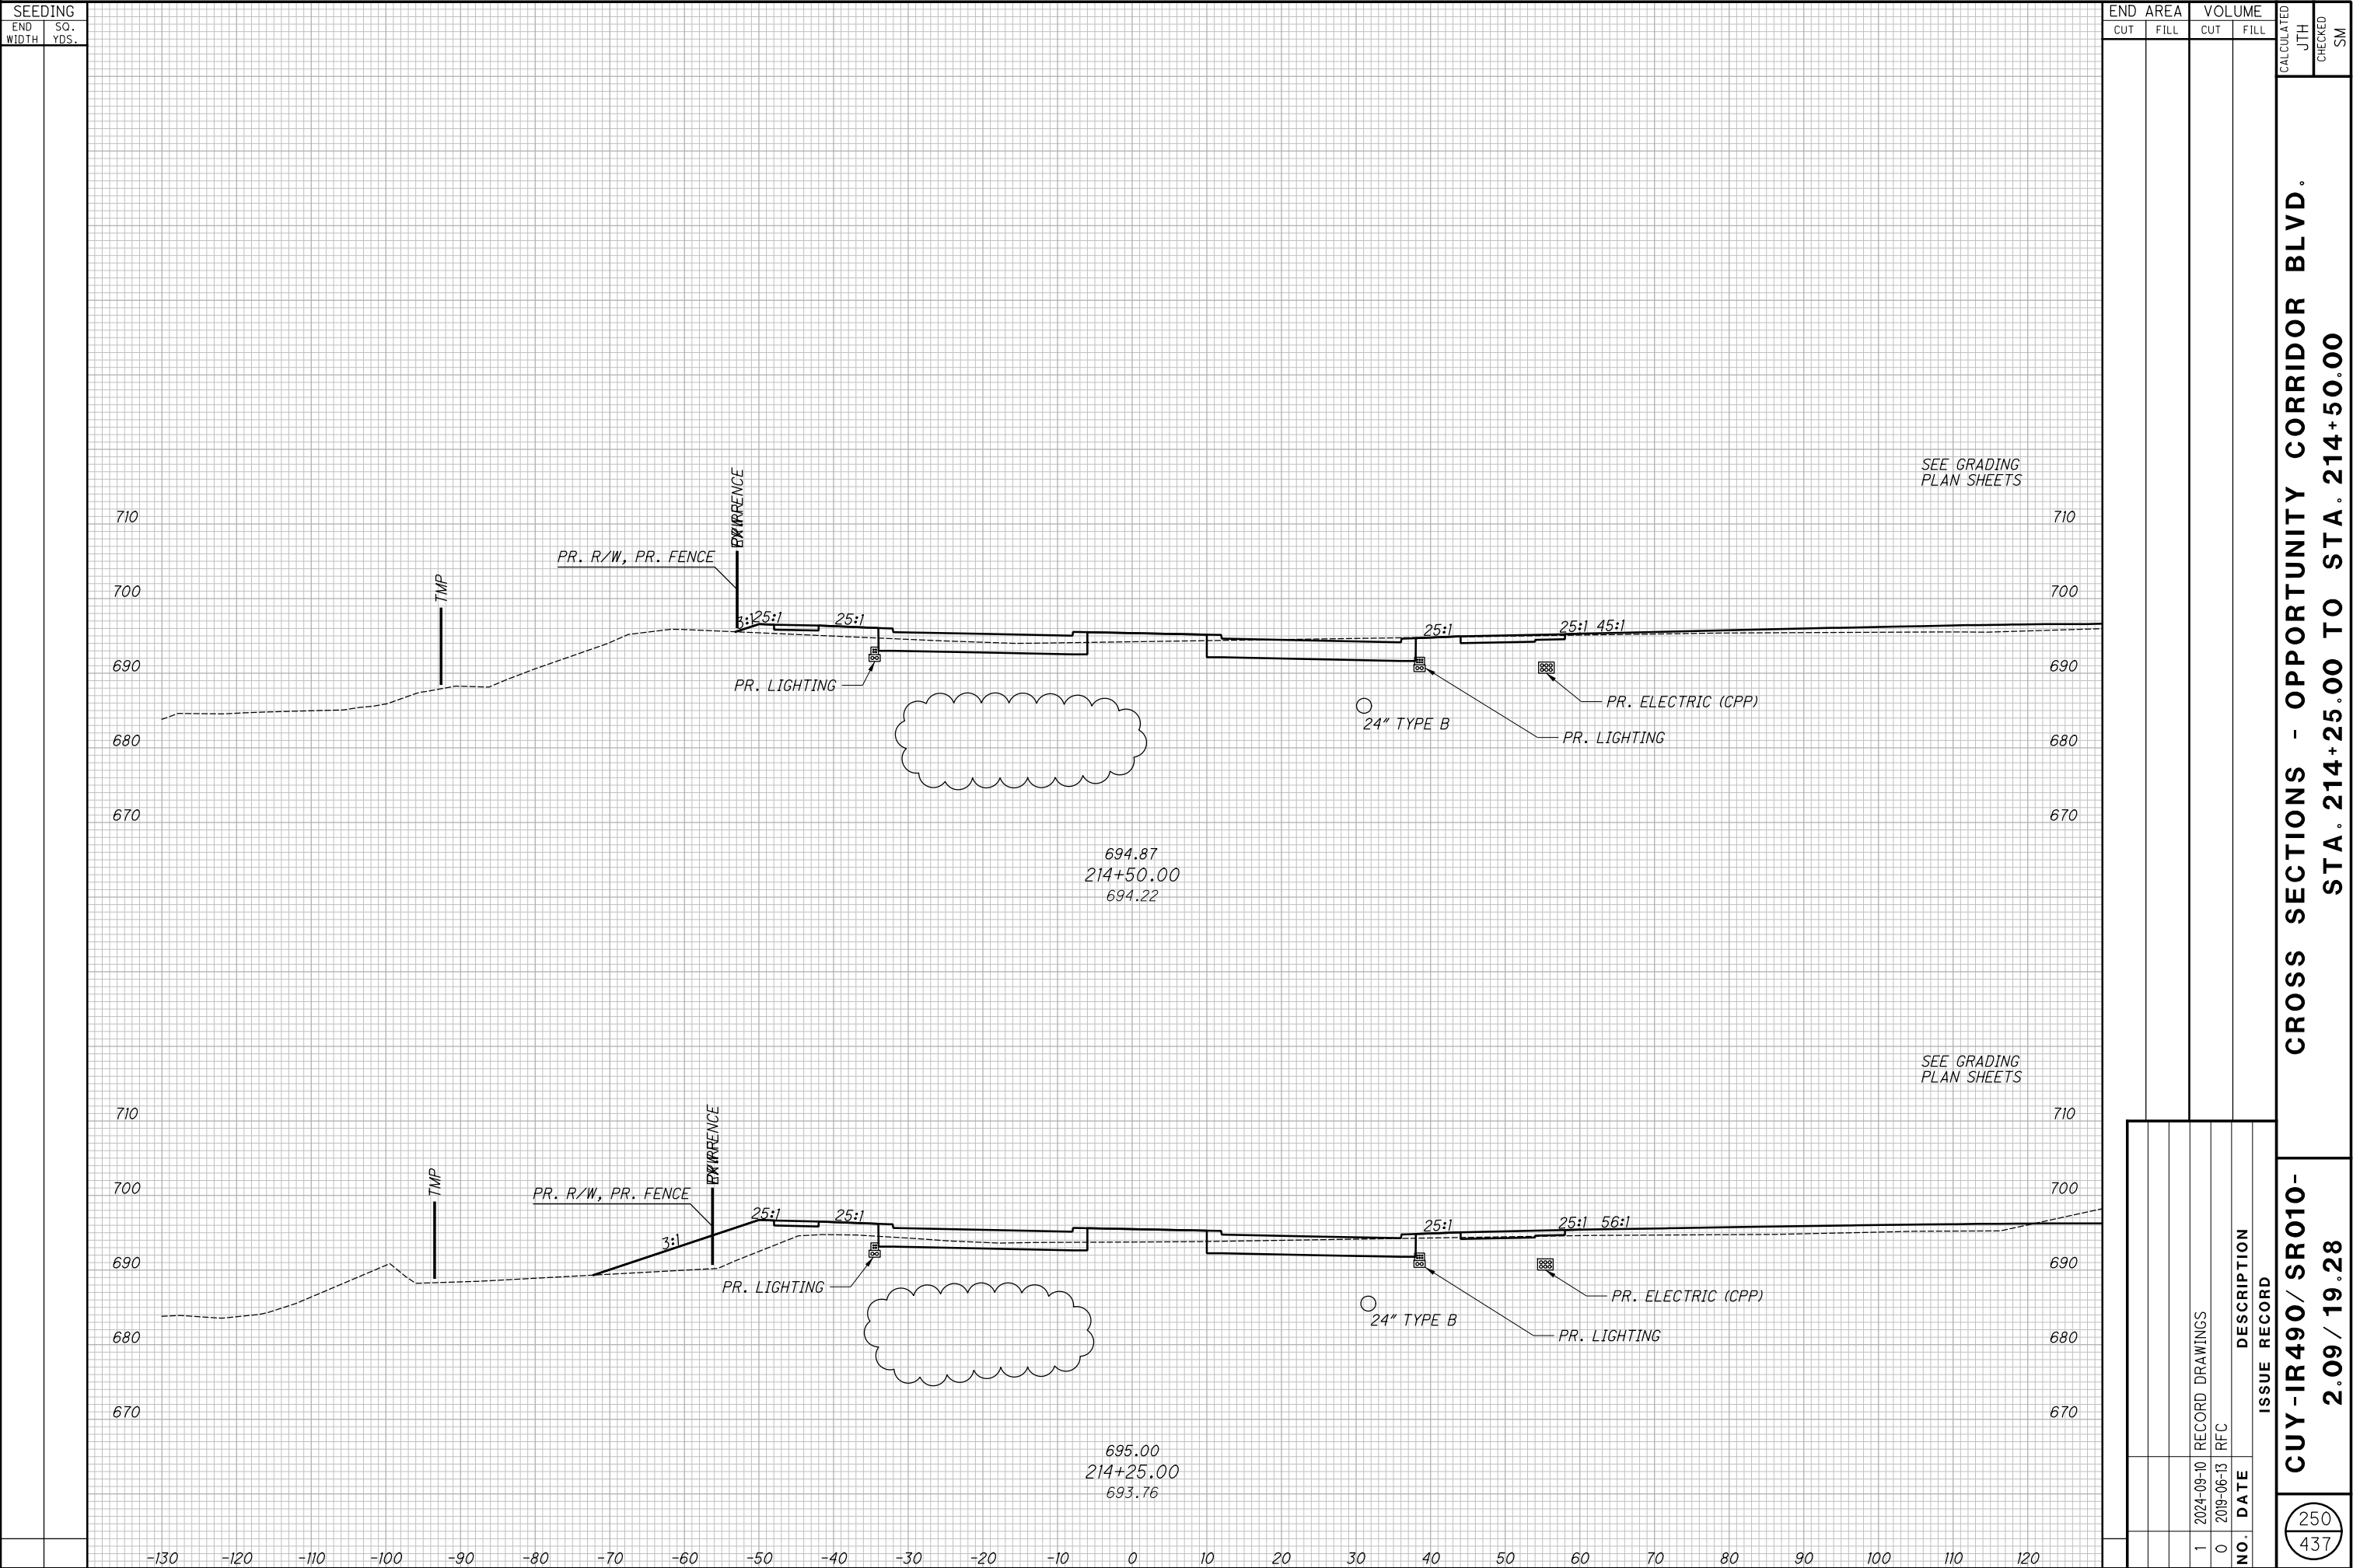 SEEDING
END WIDTH
SQ. YDS.
END AREA
VOLUME
CUT
FILL
CUT
FILL
CALCULATED
JTH
CHECKED
SM
CROSS SECTIONS - OPPORTUNITY CORRIDOR BLVD.
STA. 214+25.00 TO STA. 214+50.00
SEE GRADING
PLAN SHEETS
710
710
PR. R/W, PR. FENCE
TMP
700
700
3:1
25:1
25:1
25:1
25:1
45:1
690
690
PR. LIGHTING
PR. ELECTRIC (CPP)
24" TYPE B
PR. LIGHTING
680
680
670
670
694.87
214+50.00
694.22
SEE GRADING
PLAN SHEETS
710
710
TMP
PR. R/W, PR. FENCE
700
700
3:1
25:1
25:1
25:1
25:1
56:1
690
690
PR. LIGHTING
PR. ELECTRIC (CPP)
24" TYPE B
PR. LIGHTING
680
680
670
670
695.00
214+25.00
693.76
-130 -120 -110 -100 -90 -80 -70 -60 -50 -40 -30 -20 -10 0 10 20 30 40 50 60 70 80 90 100 110 120
1 2024-09-10 RECORD DRAWINGS
0 2019-06-13 RFC
NO. DATE DESCRIPTION
ISSUE RECORD
CUY-IR490/SR010-
2.09/19.28
250
437